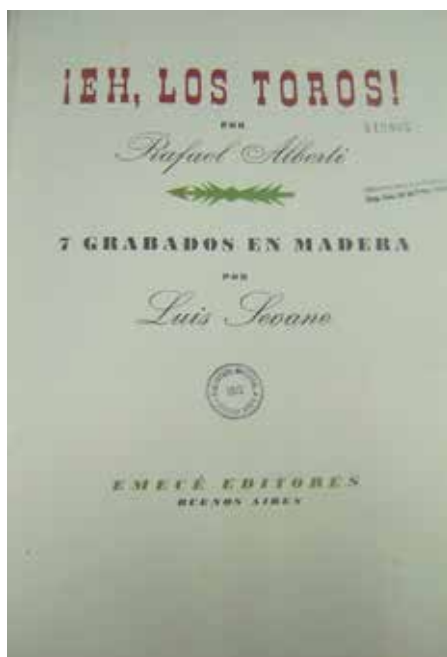 ¡EH, LOS TOROS!
POR
Rafael Alberti
7 GRABADOS EN MADERA
POR
Luis Seoane
EMECÉ EDITORES
BUENOS AIRES